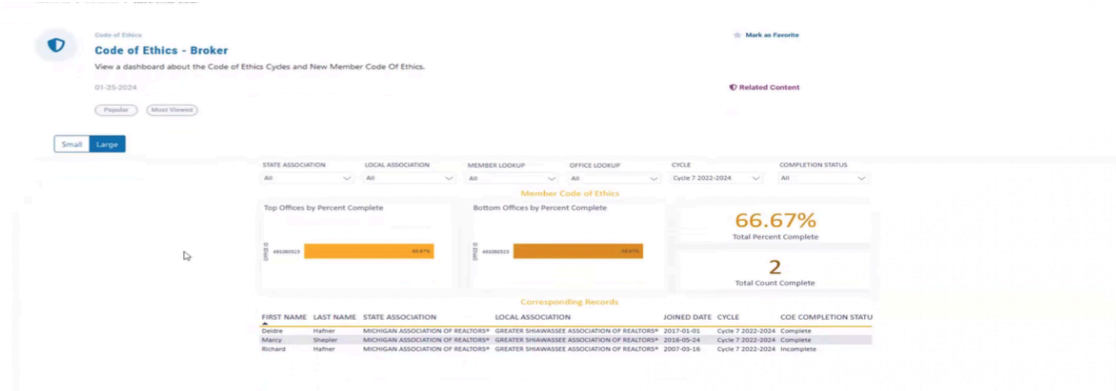 Code of Ethics
Code of Ethics - Broker
Mark as Favorite
View a dashboard about the Code of Ethics Cycles and New Member Code Of Ethics.
01-25-2024
Related Content
Popular Most Viewed
Small Large
STATE ASSOCIATION LOCAL ASSOCIATION MEMBER LOOKUP OFFICE LOOKUP CYCLE COMPLETION STATUS
All All All All Cycle 7 2022-2024 All
Member Code of Ethics
Top Offices by Percent Complete Bottom Offices by Percent Complete
66.67%
Total Percent Complete
2
Total Count Complete
Corresponding Records
FIRST NAME LAST NAME STATE ASSOCIATION LOCAL ASSOCIATION JOINED DATE CYCLE COE COMPLETION STATU
Deidre Hafner MICHIGAN ASSOCIATION OF REALTORS® GREATER SHIAWASSEE ASSOCIATION OF REALTORS® 2017-01-01 Cycle 7 2022-2024 Complete
Marcy Shepler MICHIGAN ASSOCIATION OF REALTORS® GREATER SHIAWASSEE ASSOCIATION OF REALTORS® 2016-05-24 Cycle 7 2022-2024 Complete
Richard Hafner MICHIGAN ASSOCIATION OF REALTORS® GREATER SHIAWASSEE ASSOCIATION OF REALTORS® 2007-03-16 Cycle 7 2022-2024 Incomplete